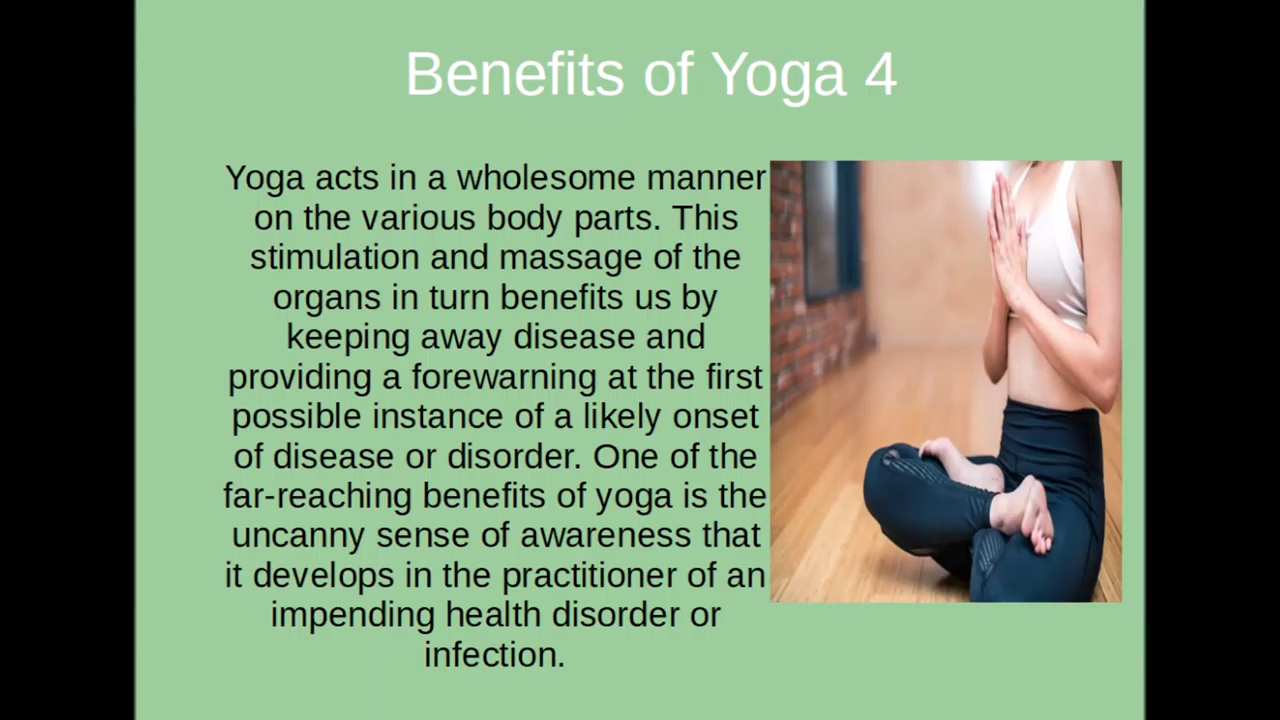 Benefits of Yoga 4
Yoga acts in a wholesome manner
on the various body parts. This
stimulation and massage of the
organs in turn benefits us by
keeping away disease and
providing a forewarning at the first
possible instance of a likely onset
of disease or disorder. One of the
far-reaching benefits of yoga is the
uncanny sense of awareness that
it develops in the practitioner of an
impending health disorder or
infection.